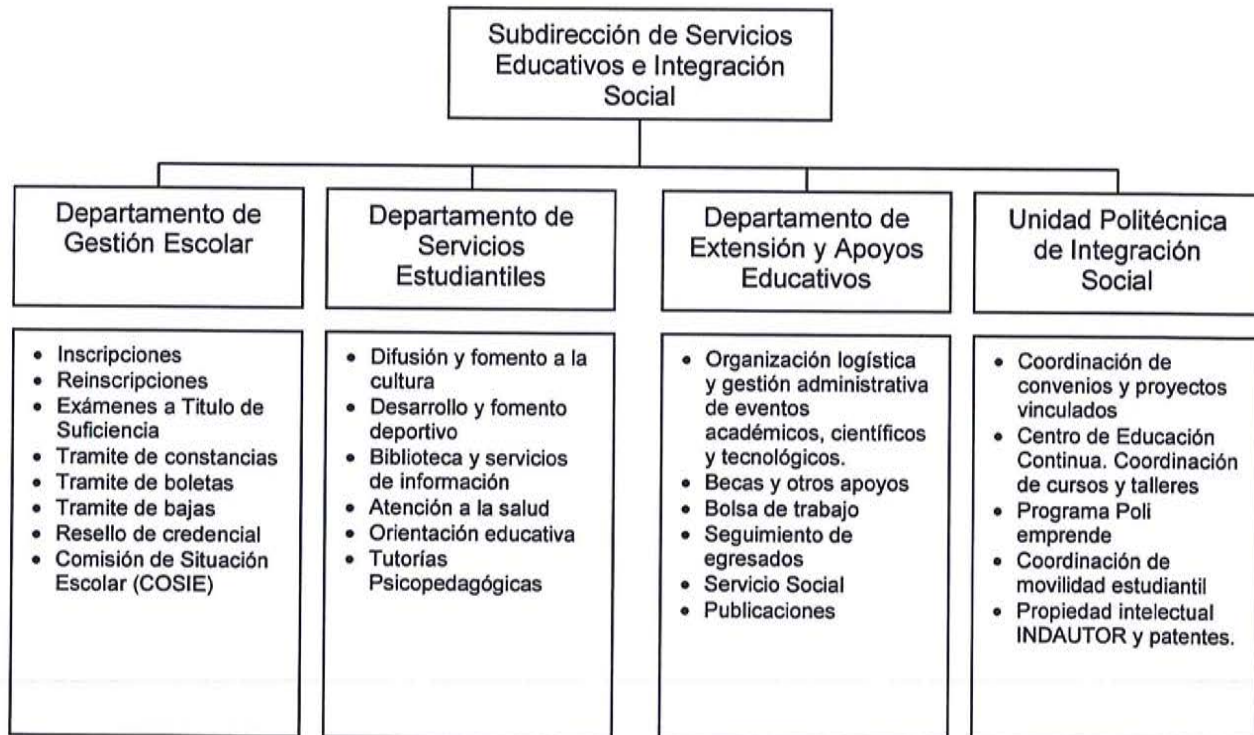 Subdirección de Servicios
Educativos e Integración
Social
Departamento de
Gestión Escolar
Departamento de
Servicios
Estudiantiles
Departamento de
Extensión y Apoyos
Educativos
Unidad Politécnica
de Integración
Social
• Inscripciones
• Reinscripciones
• Exámenes a Titulo de
Suficiencia
• Tramite de constancias
• Tramite de boletas
• Tramite de bajas
• Resello de credencial
• Comisión de Situación
Escolar (COSIE)
• Difusión y fomento a la
cultura
• Desarrollo y fomento
deportivo
• Biblioteca y servicios
de información
• Atención a la salud
• Orientación educativa
• Tutorías
Psicopedagógicas
• Organización logística
y gestión administrativa
de eventos
académicos, científicos
y tecnológicos.
• Becas y otros apoyos
• Bolsa de trabajo
• Seguimiento de
egresados
• Servicio Social
• Publicaciones
• Coordinación de
convenios y proyectos
vinculados
• Centro de Educación
Continua. Coordinación
de cursos y talleres
• Programa Poli
emprende
• Coordinación de
movilidad estudiantil
• Propiedad intelectual
INDAUTOR y patentes.